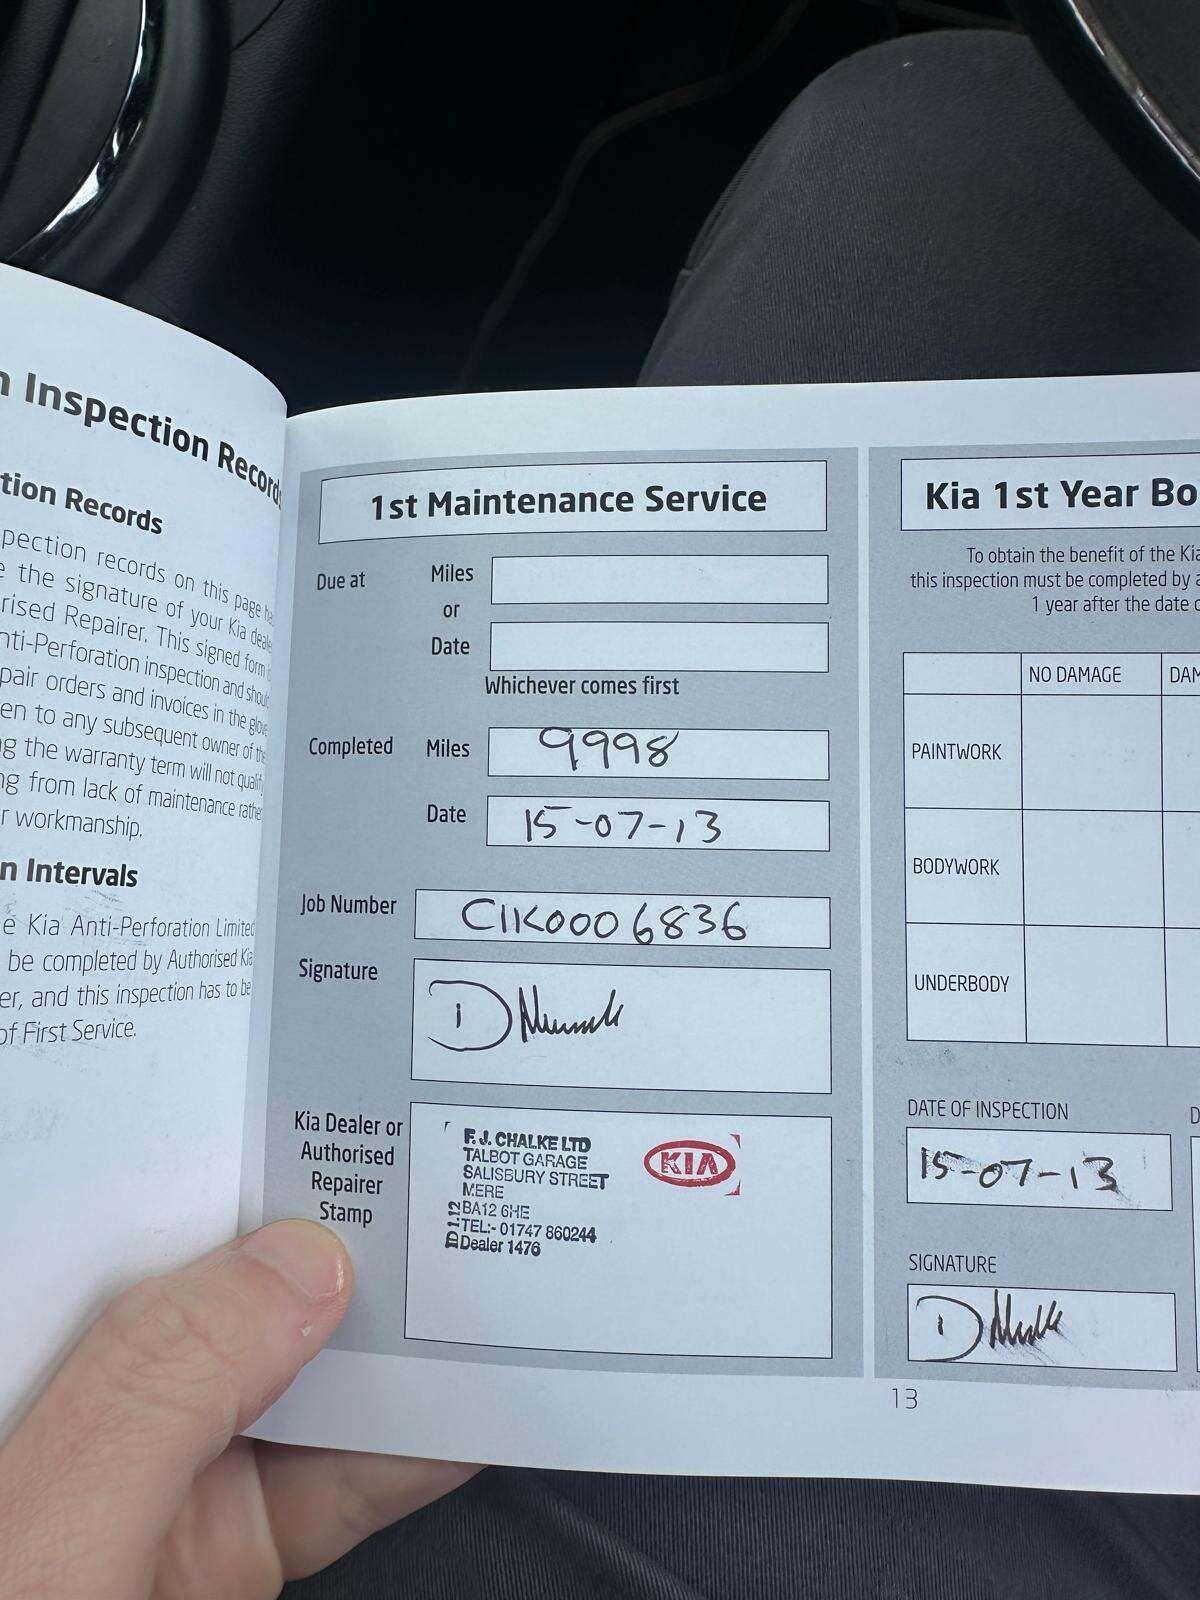 n Inspection Records
tion Records
pection records on this page
e the signature of your Kia
rised Repairer. This signed form
nti-Perforation inspection and
pair orders and invoices in the
en to any subsequent owner of
ng the warranty term will not qualify
ng from lack of maintenance rather
r workmanship.
n Intervals
e Kia Anti-Perforation Limited
be completed by Authorised Kia
er, and this inspection has to be
of First Service.
1st Maintenance Service
Due at
Miles
or
Date
Whichever comes first
Completed
Miles 9998
Date 15-07-13
Job Number C1K0006836
Signature
Kia Dealer or
Authorised
Repairer
Stamp
F. J. CHALKE LTD
TALBOT GARAGE
SALISBURY STREET
MERE
BA12 6HE
TEL:- 01747 860244
Dealer 1476
KIA
Kia 1st Year Bo
To obtain the benefit of the Kia
this inspection must be completed by a
1 year after the date o
NO DAMAGE DAM
PAINTWORK
BODYWORK
UNDERBODY
DATE OF INSPECTION
15-07-13
SIGNATURE
13